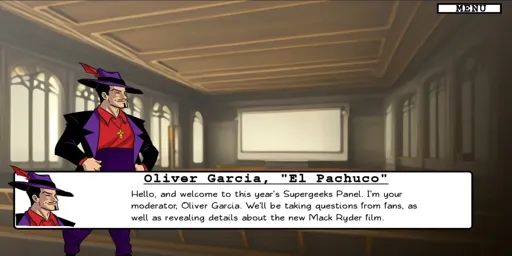 MENU
Oliver Garcia, "El Pachuco"
Hello, and welcome to this year's Supergeeks Panel. I'm your
moderator, Oliver Garcia. We'll be taking questions from fans, as
well as revealing details about the new Mack Ryder film.